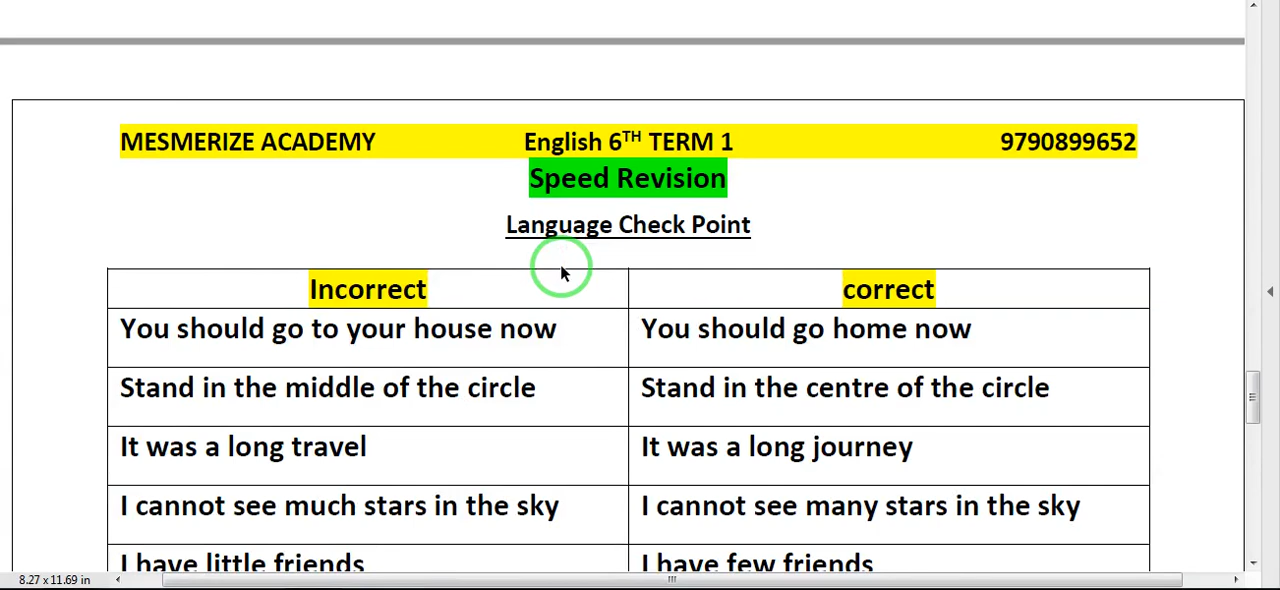 MESMERIZE ACADEMY English 6TH TERM 1 9790899652
Speed Revision
Language Check Point
Incorrect correct
You should go to your house now You should go home now
Stand in the middle of the circle Stand in the centre of the circle
It was a long travel It was a long journey
I cannot see much stars in the sky I cannot see many stars in the sky
I have little friends I have few friends
8.27 x 11.69 in